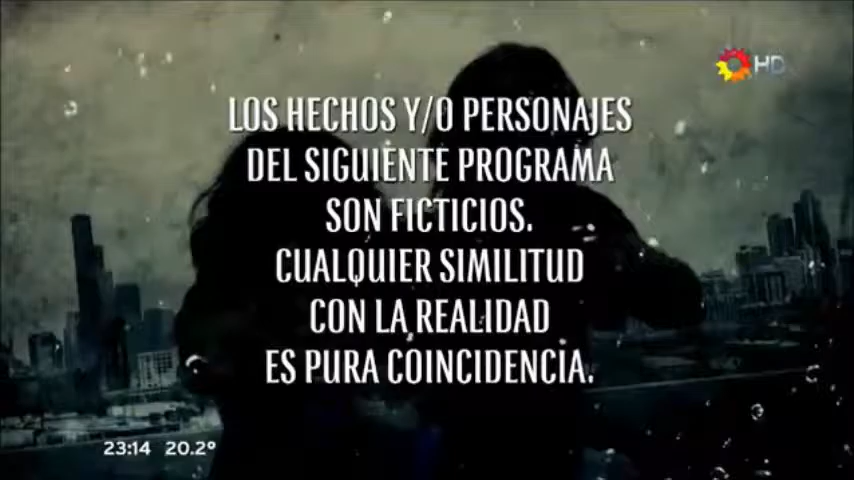 HD
LOS HECHOS Y/O PERSONAJES
DEL SIGUIENTE PROGRAMA
SON FICTICIOS.
CUALQUIER SIMILITUD
CON LA REALIDAD
ES PURA COINCIDENCIA.
23:14 20.2°